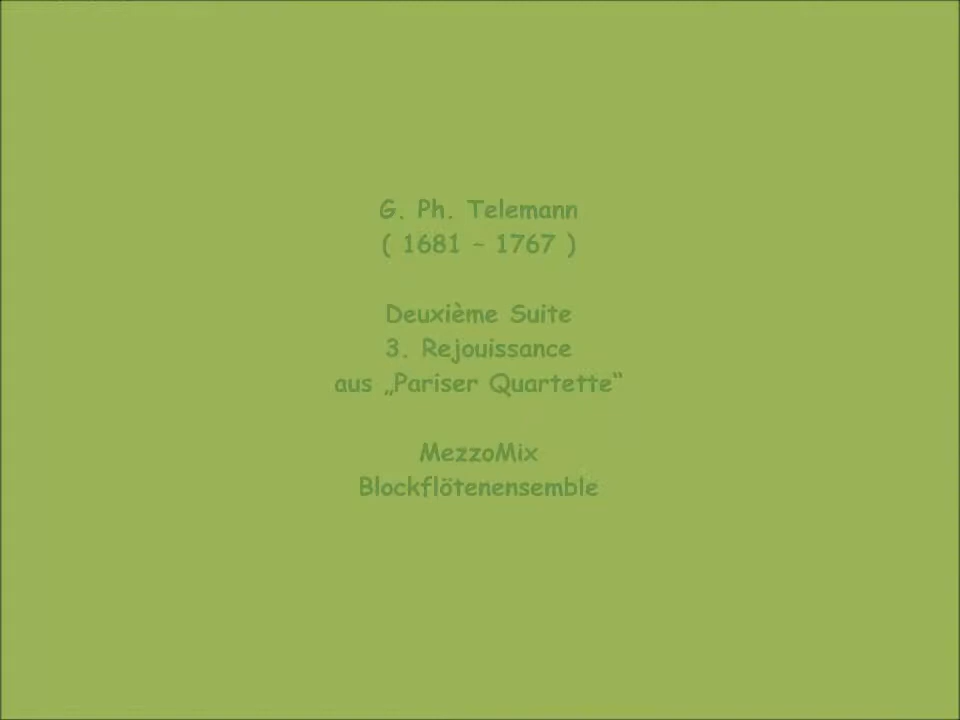 G. Ph. Telemann
( 1681 – 1767 )
Deuxième Suite
3. Rejouissance
aus „Pariser Quartette“
MezzoMix
Blockflötenensemble